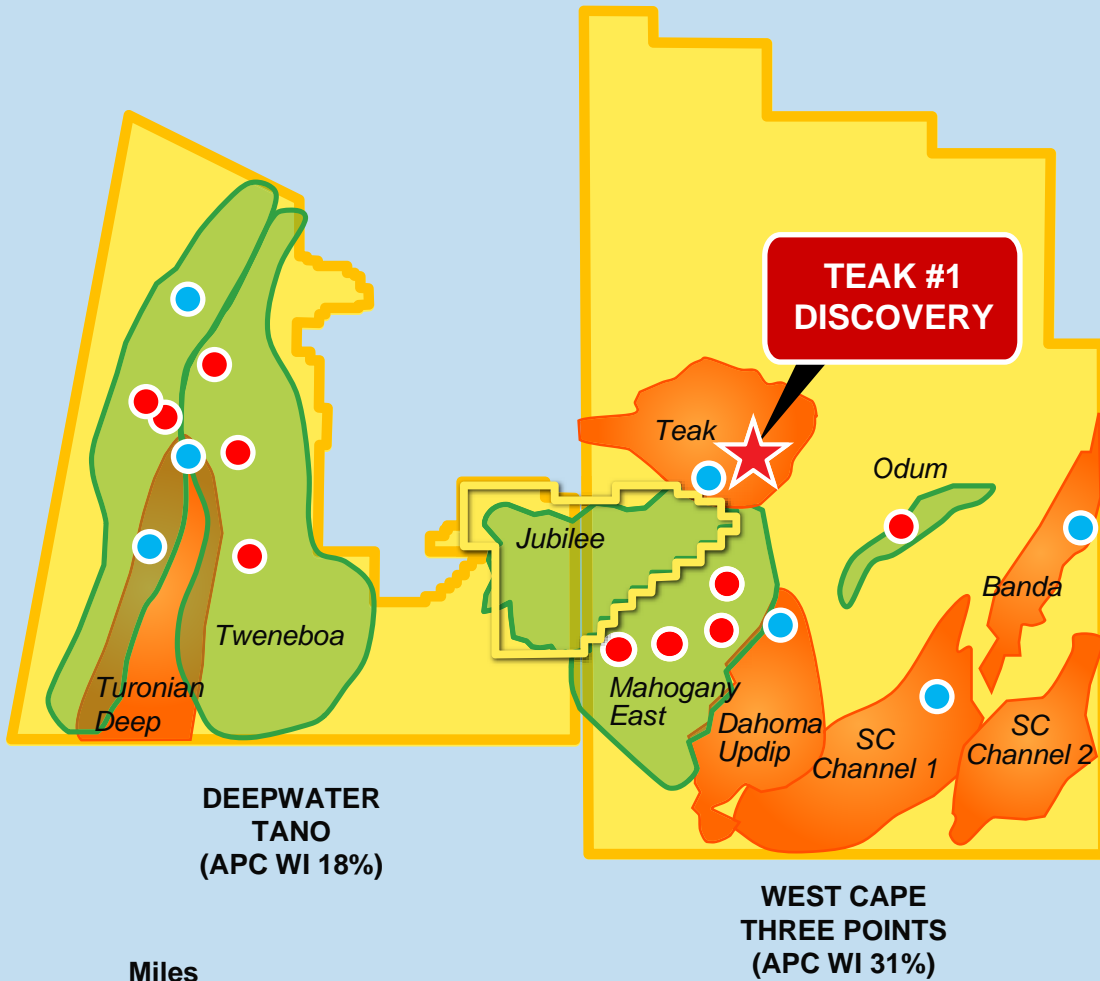 TEAK #1
DISCOVERY
Teak
Odum
Jubilee
Banda
Tweneboa
Turonian
Deep
Mahogany
East
Dahoma
Updip
SC
Channel 1
SC
Channel 2
DEEPWATER
TANO
(APC WI 18%)
WEST CAPE
THREE POINTS
(APC WI 31%)
Miles